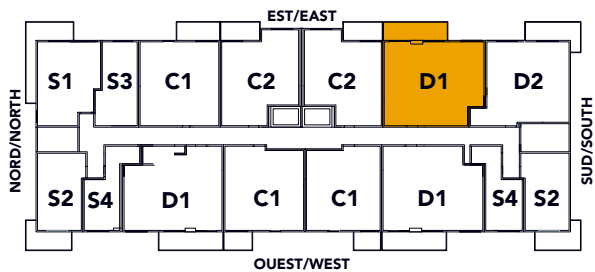 EST/EAST
NORD/NORTH
S1 S3 C1 C2 C2 D1 D2
SUD/SOUTH
S2 S4 D1 C1 C1 D1 S4 S2
OUEST/WEST